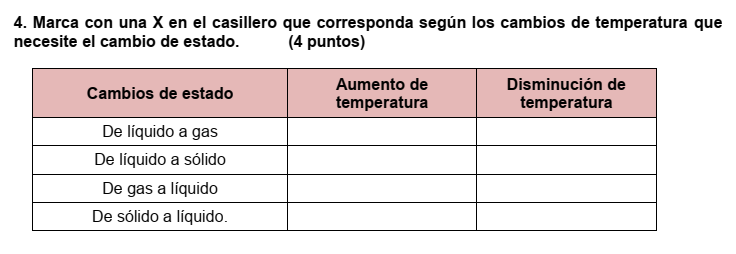 4. Marca con una X en el casillero que corresponda según los cambios de temperatura que
necesite el cambio de estado. (4 puntos)
Cambios de estado
Aumento de
temperatura
Disminución de
temperatura
De líquido a gas
De líquido a sólido
De gas a líquido
De sólido a líquido.